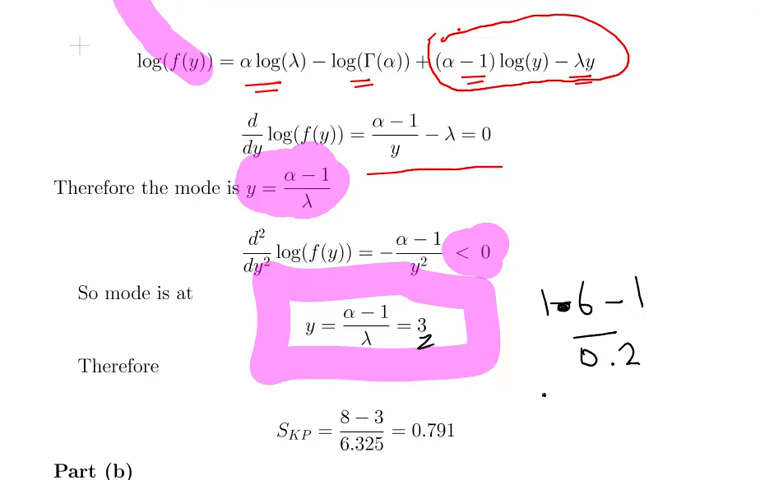 log(f(y)) = α log(λ) − log(Γ(α)) + (α − 1) log(y) − λy
d/dy log(f(y)) = (α − 1)/y − λ = 0
Therefore the mode is y = (α − 1)/λ
d²/dy² log(f(y)) = −(α − 1)/y² < 0
So mode is at
y = (α − 1)/λ = 3
2
1.6 − 1
0.2
Therefore
S_KP = (8 − 3)/6.325 = 0.791
Part (b)